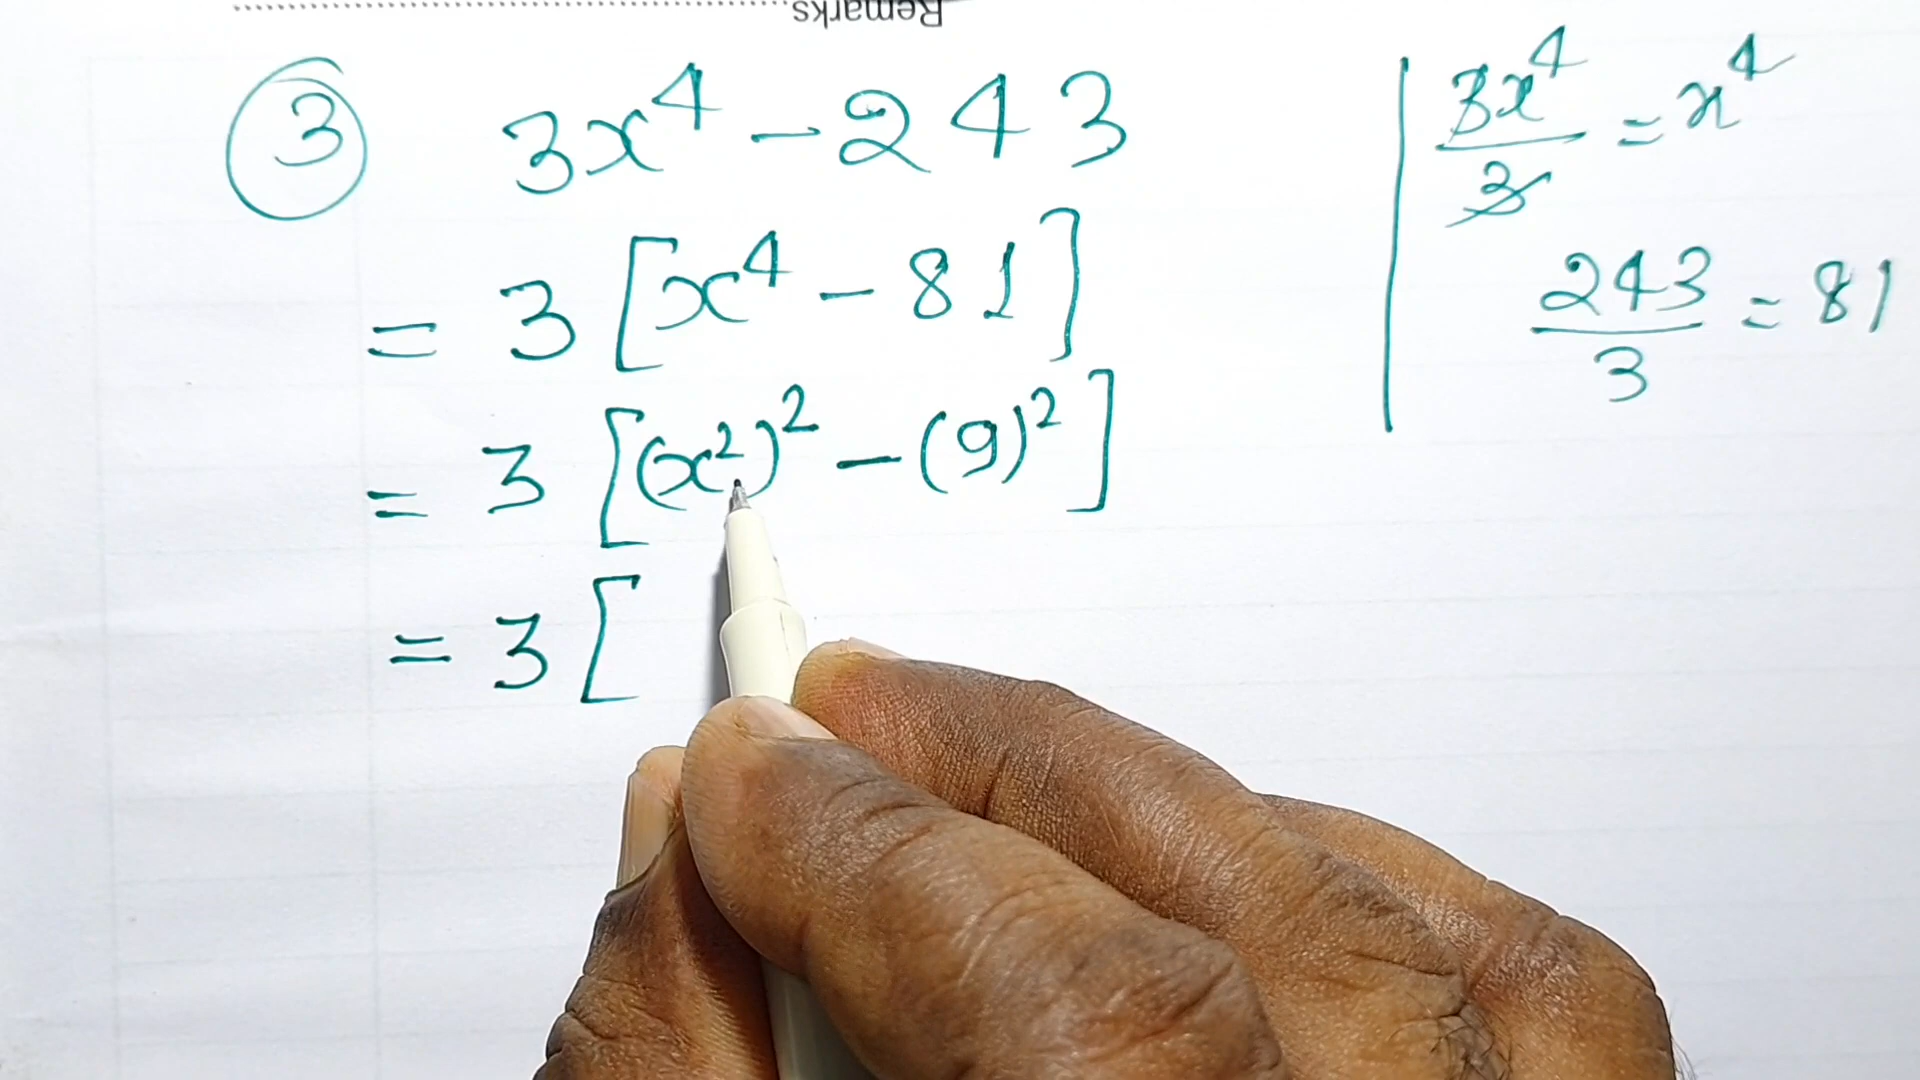 Remarks
③ 3x⁴ - 243
= 3 [x⁴ - 81]
= 3 [(x²)² - (9)²]
= 3 [
3x⁴/3 = x⁴
243/3 = 81